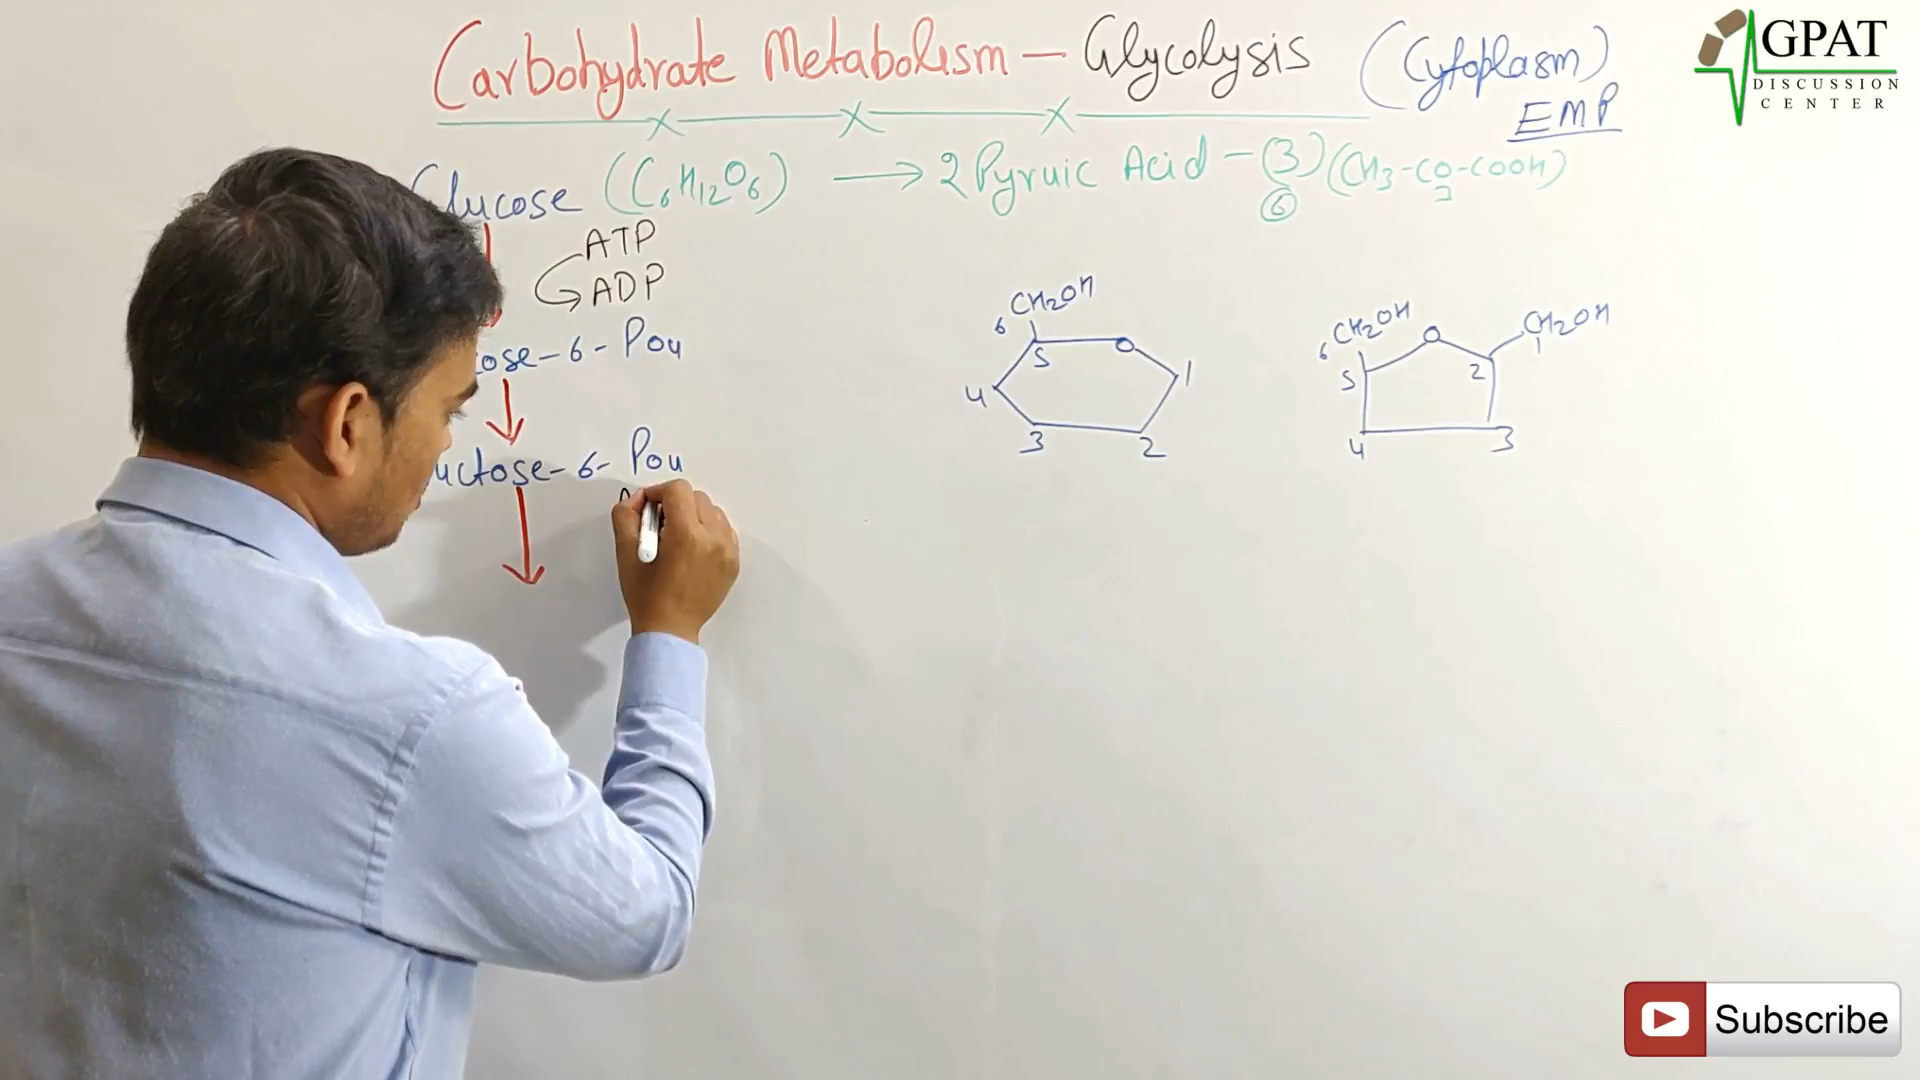 Carbohydrate Metabolism - Glycolysis (Cytoplasm)
EMP
GPAT
DISCUSSION
CENTER
Glucose (C6H12O6) → 2 Pyruic Acid - (3) (CH3-CO-COOH)
6
ATP
ADP
ose-6-PO4
uctose-6-PO4
6 CH2OH
5
O
1
4
3
2
6 CH2OH
O
CH2OH
1
5
2
4
3
Subscribe